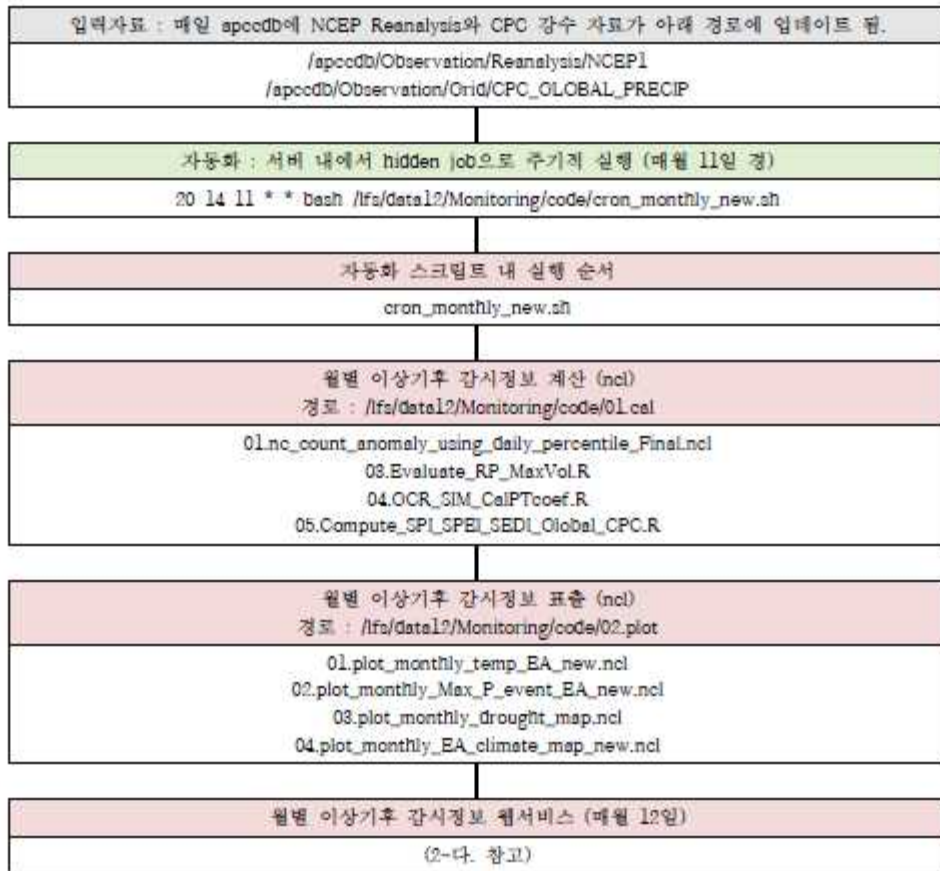 입력자료 : 매일 apccdb에 NCEP Reanalysis와 CPC 강수 자료가 아래 경로에 업데이트 됨.
/apccdb/Observation/Reanalysis/NCEP1
/apccdb/Observation/Grid/CPC_GLOBAL_PRECIP
자동화 : 서버 내에서 hidden job으로 주기적 실행 (매월 11일 경)
20 14 11 * * bash /lfs/data12/Monitoring/code/cron_monthly_new.sh
자동화 스크립트 내 실행 순서
cron_monthly_new.sh
월별 이상기후 감시정보 계산 (ncl)
경로 : /lfs/data12/Monitoring/code/01.cal
01.nc_count_anomaly_using_daily_percentile_Final.ncl
03.Evaluate_RP_MaxVol.R
04.OCR_SIM_CalPTcoef.R
05.Compute_SPI_SPEI_SEDI_Global_CPC.R
월별 이상기후 감시정보 표출 (ncl)
경로 : /lfs/data12/Monitoring/code/02.plot
01.plot_monthly_temp_EA_new.ncl
02.plot_monthly_Max_P_event_EA_new.ncl
03.plot_monthly_drought_map.ncl
04.plot_monthly_EA_climate_map_new.ncl
월별 이상기후 감시정보 웹서비스 (매월 12일)
(2-다. 참고)